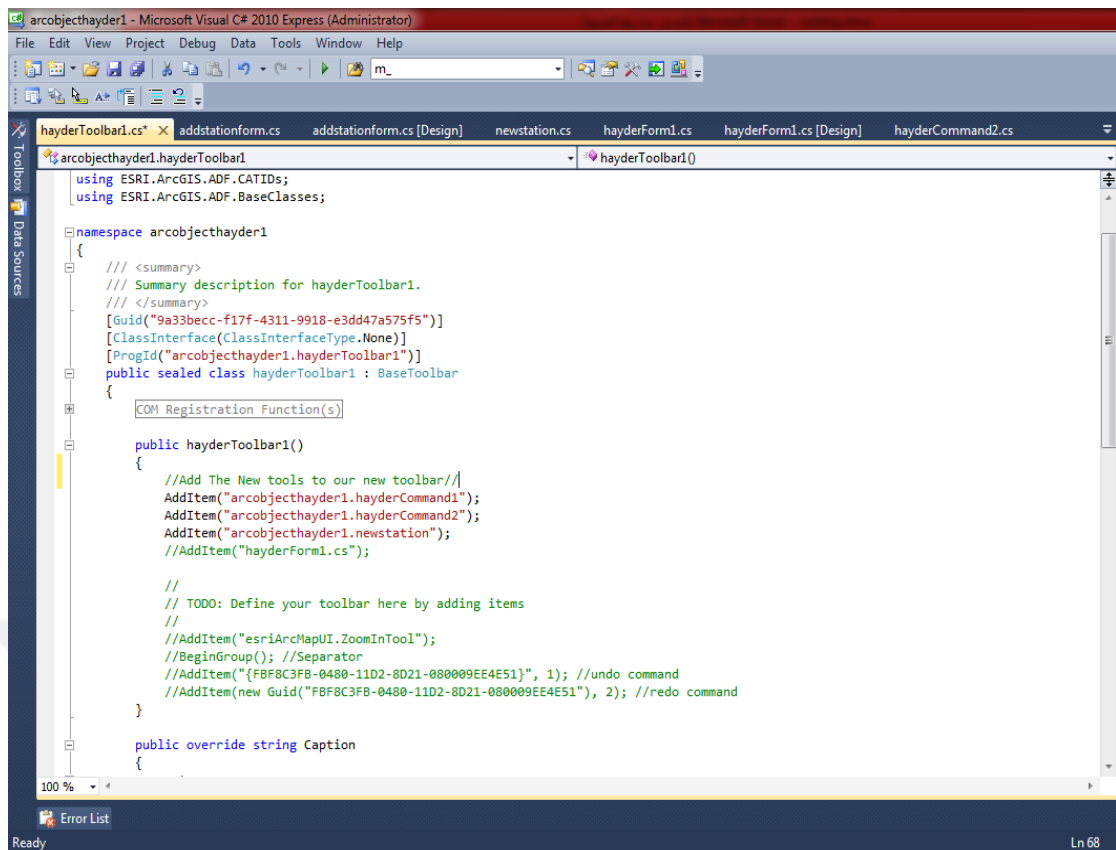 arcobjecthayder1 - Microsoft Visual C# 2010 Express (Administrator)
File Edit View Project Debug Data Tools Window Help
m_
hayderToolbar1.cs* addstationform.cs addstationform.cs [Design] newstation.cs hayderForm1.cs hayderForm1.cs [Design] hayderCommand2.cs
Toolbox
Data Sources
arcobjecthayder1.hayderToolbar1 hayderToolbar1()
using ESRI.ArcGIS.ADF.CATIDs;
using ESRI.ArcGIS.ADF.BaseClasses;
namespace arcobjecthayder1
{
/// <summary>
/// Summary description for hayderToolbar1.
/// </summary>
[Guid("9a33becc-f17f-4311-9918-e3dd47a575f5")]
[ClassInterface(ClassInterfaceType.None)]
[ProgId("arcobjecthayder1.hayderToolbar1")]
public sealed class hayderToolbar1 : BaseToolbar
{
COM Registration Function(s)
public hayderToolbar1()
{
//Add The New tools to our new toolbar//
AddItem("arcobjecthayder1.hayderCommand1");
AddItem("arcobjecthayder1.hayderCommand2");
AddItem("arcobjecthayder1.newstation");
//AddItem("hayderForm1.cs");
//
// TODO: Define your toolbar here by adding items
//
//AddItem("esriArcMapUI.ZoomInTool");
//BeginGroup(); //Separator
//AddItem("{FBF8C3FB-0480-11D2-8D21-080009EE4E51}", 1); //undo command
//AddItem(new Guid("FBF8C3FB-0480-11D2-8D21-080009EE4E51"), 2); //redo command
}
public override string Caption
{
100 %
Error List
Ready Ln 68